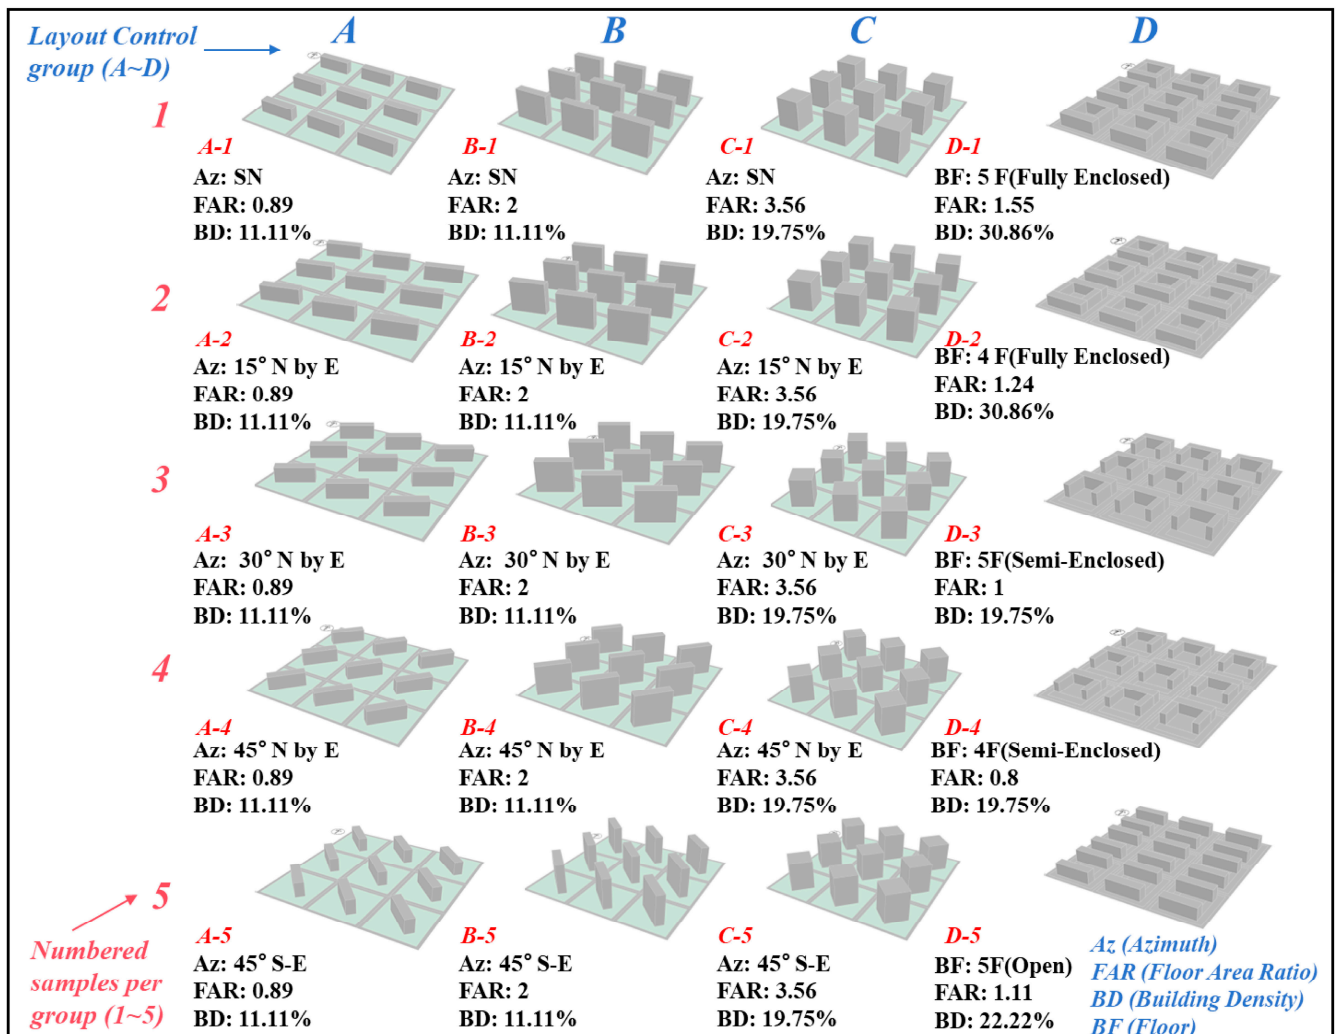 Layout Control
group (A~D)
A
B
C
D
1
A-1
Az: SN
FAR: 0.89
BD: 11.11%
B-1
Az: SN
FAR: 2
BD: 11.11%
C-1
Az: SN
FAR: 3.56
BD: 19.75%
D-1
BF: 5 F(Fully Enclosed)
FAR: 1.55
BD: 30.86%
2
A-2
Az: 15° N by E
FAR: 0.89
BD: 11.11%
B-2
Az: 15° N by E
FAR: 2
BD: 11.11%
C-2
Az: 15° N by E
FAR: 3.56
BD: 19.75%
D-2
BF: 4 F(Fully Enclosed)
FAR: 1.24
BD: 30.86%
3
A-3
Az: 30° N by E
FAR: 0.89
BD: 11.11%
B-3
Az: 30° N by E
FAR: 2
BD: 11.11%
C-3
Az: 30° N by E
FAR: 3.56
BD: 19.75%
D-3
BF: 5F(Semi-Enclosed)
FAR: 1
BD: 19.75%
4
A-4
Az: 45° N by E
FAR: 0.89
BD: 11.11%
B-4
Az: 45° N by E
FAR: 2
BD: 11.11%
C-4
Az: 45° N by E
FAR: 3.56
BD: 19.75%
D-4
BF: 4F(Semi-Enclosed)
FAR: 0.8
BD: 19.75%
5
Numbered
samples per
group (1~5)
A-5
Az: 45° S-E
FAR: 0.89
BD: 11.11%
B-5
Az: 45° S-E
FAR: 2
BD: 11.11%
C-5
Az: 45° S-E
FAR: 3.56
BD: 19.75%
D-5
BF: 5F(Open)
FAR: 1.11
BD: 22.22%
Az (Azimuth)
FAR (Floor Area Ratio)
BD (Building Density)
BF (Floor)